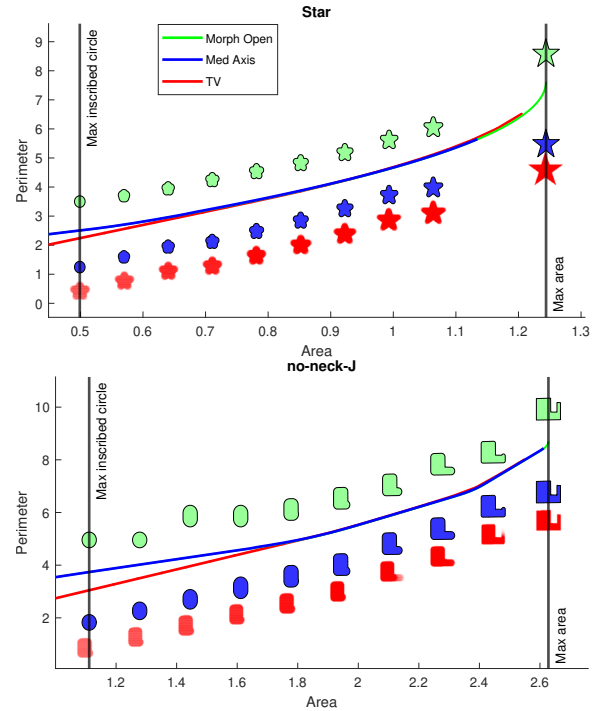 Star
Morph Open
Med Axis
TV
Max inscribed circle
Max area
Perimeter
9
8
7
6
5
4
3
2
1
0
0.5
0.6
0.7
0.8
0.9
1
1.1
1.2
1.3
Area
no-neck-J
Max inscribed circle
Max area
Perimeter
10
8
6
4
2
1.2
1.4
1.6
1.8
2
2.2
2.4
2.6
Area